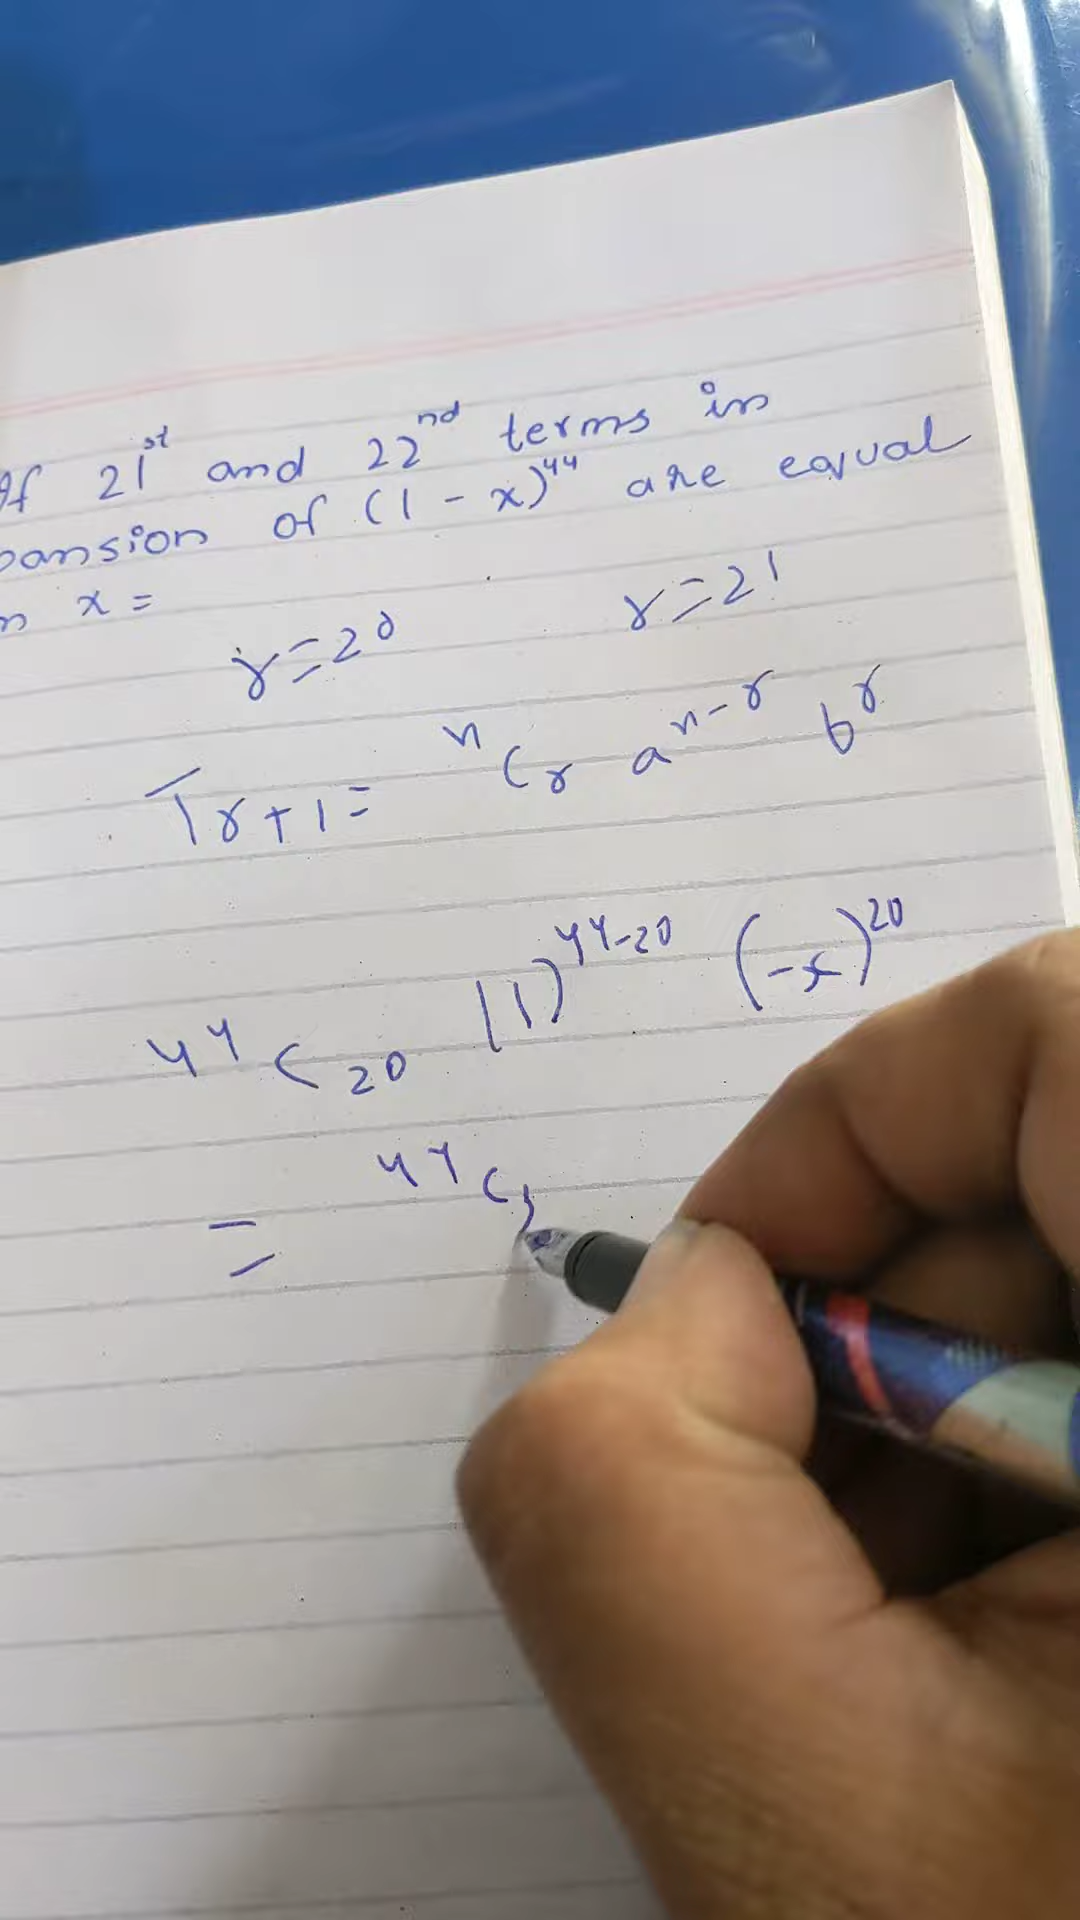 If 21st and 22nd terms in
pansion of (1 - x)^44 are equal
n x =
r=20 r=21
Tr+1= nCr a^n-r b^r
44C20 (1)^44-20 (-x)^20
= 44C